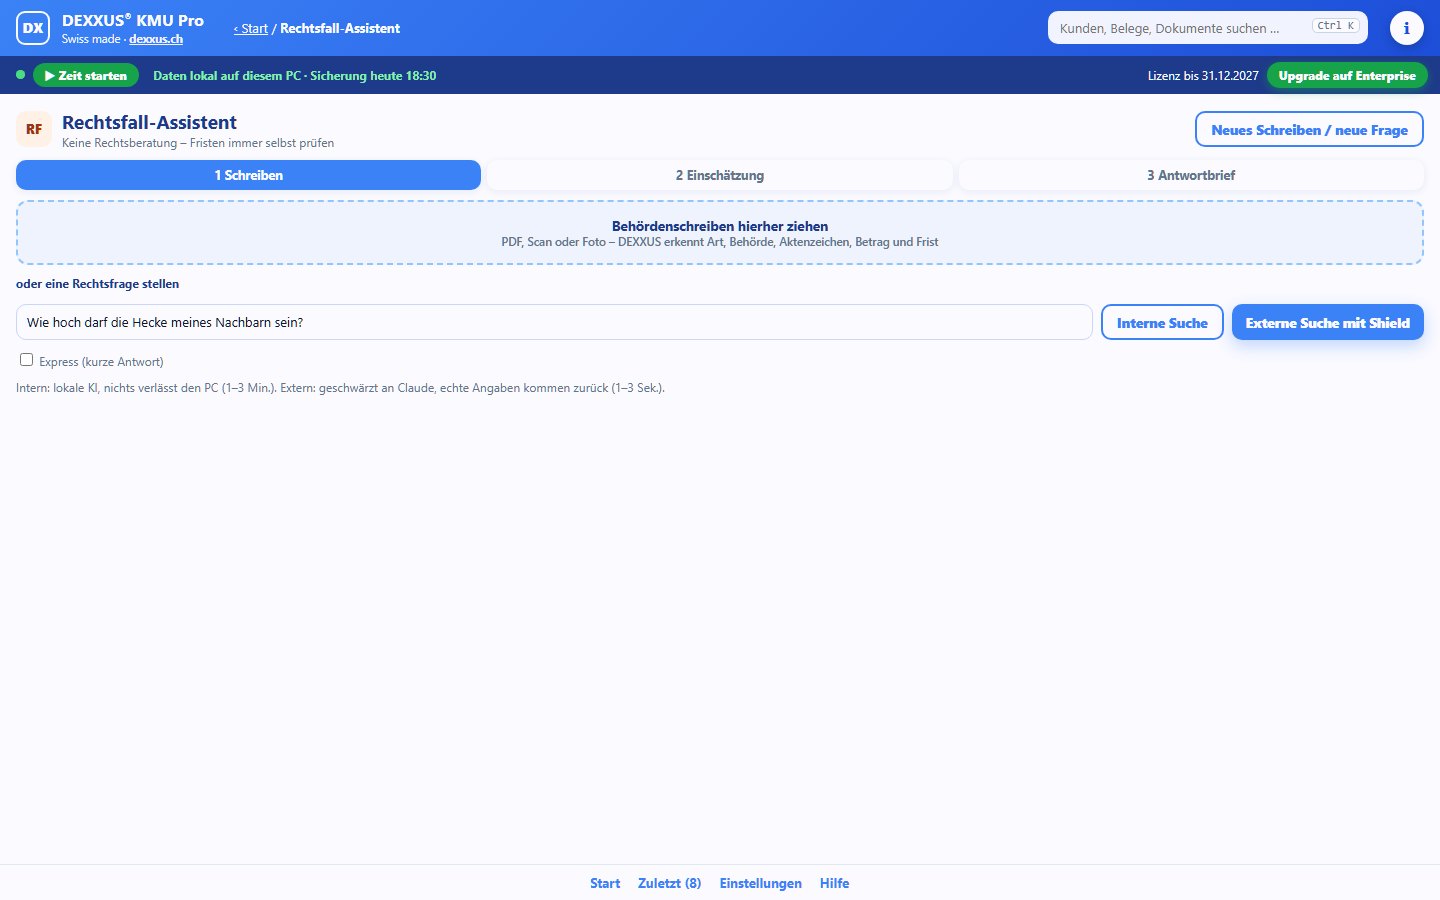 DX
DEXXUS® KMU Pro
Swiss made · dexxus.ch
‹ Start / Rechtsfall-Assistent
Kunden, Belege, Dokumente suchen ...
Ctrl K
i
▶ Zeit starten
Daten lokal auf diesem PC · Sicherung heute 18:30
Lizenz bis 31.12.2027
Upgrade auf Enterprise
RF
Rechtsfall-Assistent
Keine Rechtsberatung – Fristen immer selbst prüfen
Neues Schreiben / neue Frage
1 Schreiben
2 Einschätzung
3 Antwortbrief
Behördenschreiben hierher ziehen
PDF, Scan oder Foto – DEXXUS erkennt Art, Behörde, Aktenzeichen, Betrag und Frist
oder eine Rechtsfrage stellen
Wie hoch darf die Hecke meines Nachbarn sein?
Interne Suche
Externe Suche mit Shield
Express (kurze Antwort)
Intern: lokale KI, nichts verlässt den PC (1–3 Min.). Extern: geschwärzt an Claude, echte Angaben kommen zurück (1–3 Sek.).
Start
Zuletzt (8)
Einstellungen
Hilfe